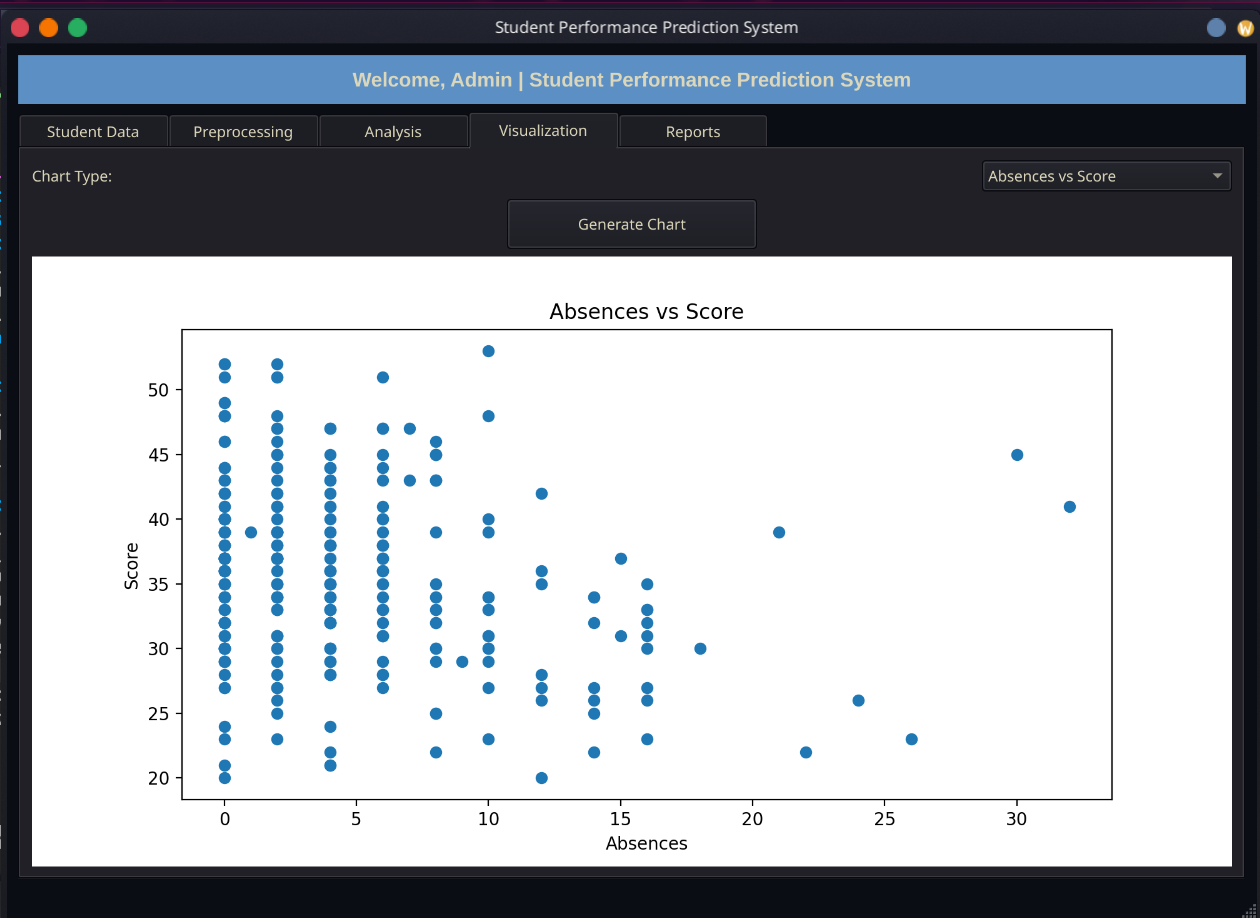 Student Performance Prediction System
W
Welcome, Admin | Student Performance Prediction System
Student Data
Preprocessing
Analysis
Visualization
Reports
Chart Type:
Absences vs Score
Generate Chart
Absences vs Score
50
45
40
35
30
25
20
Score
0 5 10 15 20 25 30
Absences